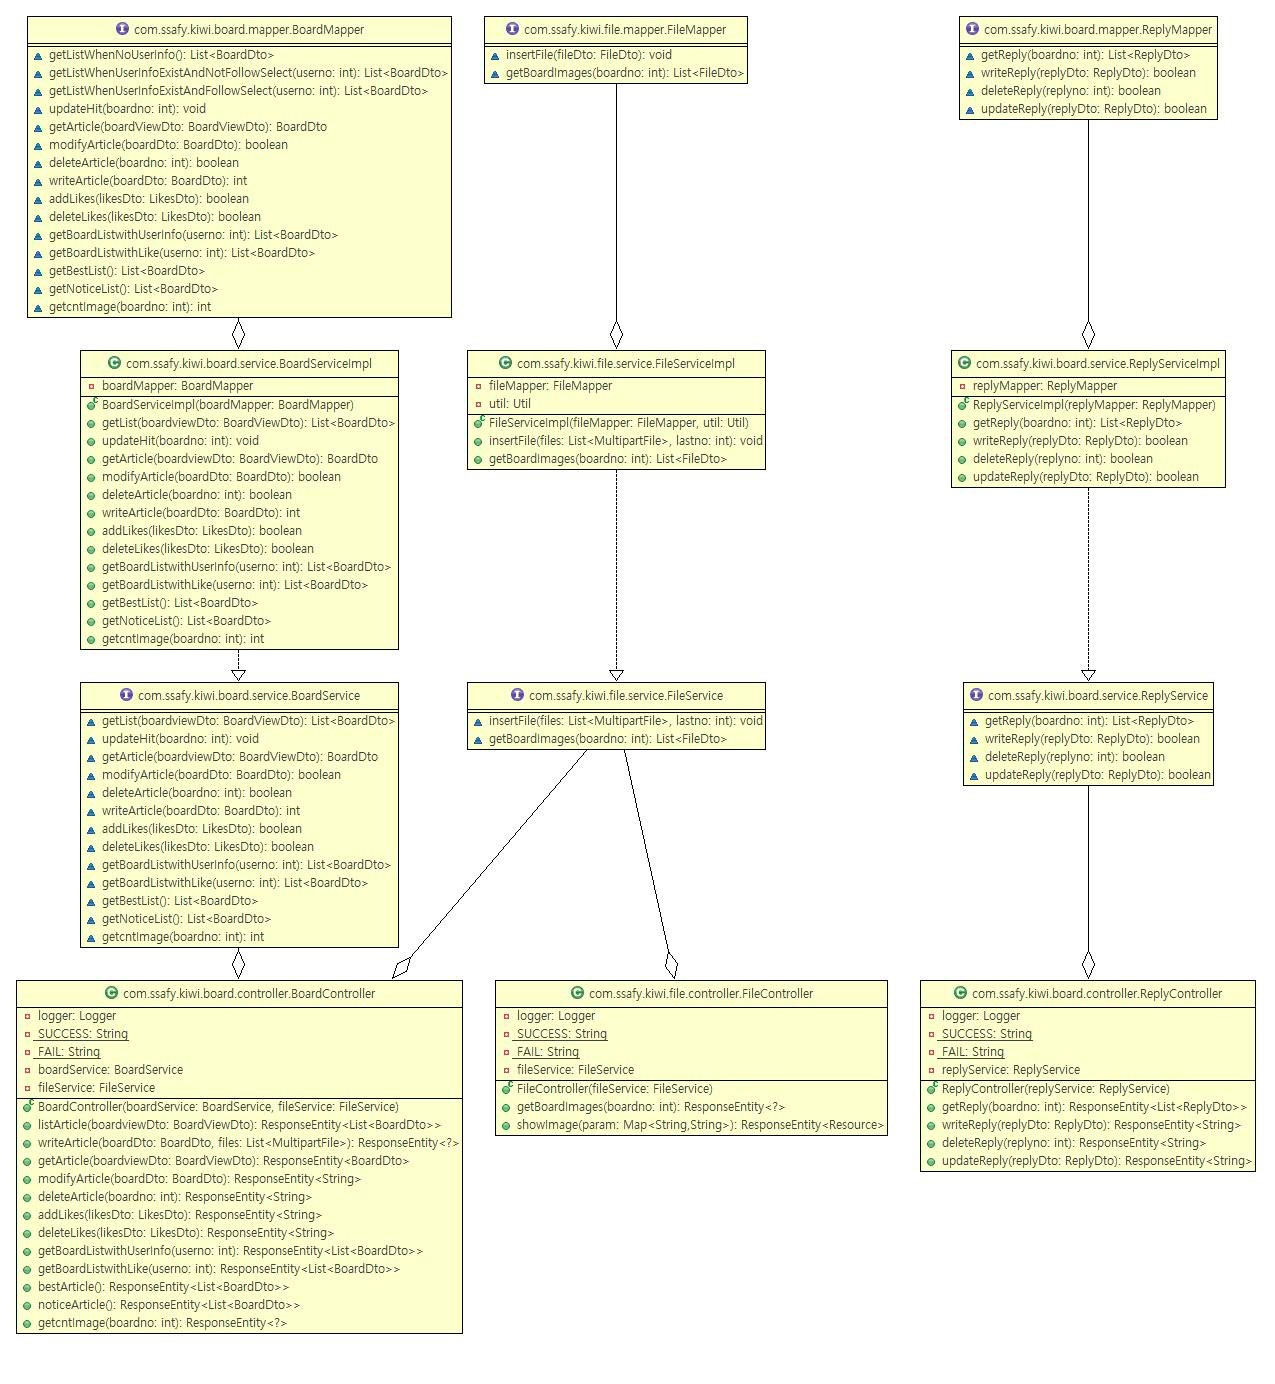 com.ssafy.kiwi.board.mapper.BoardMapper
getListWhenNoUserInfo(): List<BoardDto>
getListWhenUserInfoExistAndNotFollowSelect(userno: int): List<BoardDto>
getListWhenUserInfoExistAndFollowSelect(userno: int): List<BoardDto>
updateHit(boardno: int): void
getArticle(boardViewDto: BoardViewDto): BoardDto
modifyArticle(boardDto: BoardDto): boolean
deleteArticle(boardno: int): boolean
writeArticle(boardDto: BoardDto): int
addLikes(likesDto: LikesDto): boolean
deleteLikes(likesDto: LikesDto): boolean
getBoardListwithUserInfo(userno: int): List<BoardDto>
getBoardListwithLike(userno: int): List<BoardDto>
getBestList(): List<BoardDto>
getNoticeList(): List<BoardDto>
getcntImage(boardno: int): int
com.ssafy.kiwi.file.mapper.FileMapper
insertFile(fileDto: FileDto): void
getBoardImages(boardno: int): List<FileDto>
com.ssafy.kiwi.board.mapper.ReplyMapper
getReply(boardno: int): List<ReplyDto>
writeReply(replyDto: ReplyDto): boolean
deleteReply(replyno: int): boolean
updateReply(replyDto: ReplyDto): boolean
com.ssafy.kiwi.board.service.BoardServiceImpl
boardMapper: BoardMapper
BoardServiceImpl(boardMapper: BoardMapper)
getList(boardviewDto: BoardViewDto): List<BoardDto>
updateHit(boardno: int): void
getArticle(boardviewDto: BoardViewDto): BoardDto
modifyArticle(boardDto: BoardDto): boolean
deleteArticle(boardno: int): boolean
writeArticle(boardDto: BoardDto): int
addLikes(likesDto: LikesDto): boolean
deleteLikes(likesDto: LikesDto): boolean
getBoardListwithUserInfo(userno: int): List<BoardDto>
getBoardListwithLike(userno: int): List<BoardDto>
getBestList(): List<BoardDto>
getNoticeList(): List<BoardDto>
getcntImage(boardno: int): int
com.ssafy.kiwi.file.service.FileServiceImpl
fileMapper: FileMapper
util: Util
FileServiceImpl(fileMapper: FileMapper, util: Util)
insertFile(files: List<MultipartFile>, lastno: int): void
getBoardImages(boardno: int): List<FileDto>
com.ssafy.kiwi.board.service.ReplyServiceImpl
replyMapper: ReplyMapper
ReplyServiceImpl(replyMapper: ReplyMapper)
getReply(boardno: int): List<ReplyDto>
writeReply(replyDto: ReplyDto): boolean
deleteReply(replyno: int): boolean
updateReply(replyDto: ReplyDto): boolean
com.ssafy.kiwi.board.service.BoardService
getList(boardviewDto: BoardViewDto): List<BoardDto>
updateHit(boardno: int): void
getArticle(boardviewDto: BoardViewDto): BoardDto
modifyArticle(boardDto: BoardDto): boolean
deleteArticle(boardno: int): boolean
writeArticle(boardDto: BoardDto): int
addLikes(likesDto: LikesDto): boolean
deleteLikes(likesDto: LikesDto): boolean
getBoardListwithUserInfo(userno: int): List<BoardDto>
getBoardListwithLike(userno: int): List<BoardDto>
getBestList(): List<BoardDto>
getNoticeList(): List<BoardDto>
getcntImage(boardno: int): int
com.ssafy.kiwi.file.service.FileService
insertFile(files: List<MultipartFile>, lastno: int): void
getBoardImages(boardno: int): List<FileDto>
com.ssafy.kiwi.board.service.ReplyService
getReply(boardno: int): List<ReplyDto>
writeReply(replyDto: ReplyDto): boolean
deleteReply(replyno: int): boolean
updateReply(replyDto: ReplyDto): boolean
com.ssafy.kiwi.board.controller.BoardController
logger: Logger
SUCCESS: String
FAIL: String
boardService: BoardService
fileService: FileService
BoardController(boardService: BoardService, fileService: FileService)
listArticle(boardviewDto: BoardViewDto): ResponseEntity<List<BoardDto>>
writeArticle(boardDto: BoardDto, files: List<MultipartFile>): ResponseEntity<?>
getArticle(boardviewDto: BoardViewDto): ResponseEntity<BoardDto>
modifyArticle(boardDto: BoardDto): ResponseEntity<String>
deleteArticle(boardno: int): ResponseEntity<String>
addLikes(likesDto: LikesDto): ResponseEntity<String>
deleteLikes(likesDto: LikesDto): ResponseEntity<String>
getBoardListwithUserInfo(userno: int): ResponseEntity<List<BoardDto>>
getBoardListwithLike(userno: int): ResponseEntity<List<BoardDto>>
bestArticle(): ResponseEntity<List<BoardDto>>
noticeArticle(): ResponseEntity<List<BoardDto>>
getcntImage(boardno: int): ResponseEntity<?>
com.ssafy.kiwi.file.controller.FileController
logger: Logger
SUCCESS: String
FAIL: String
fileService: FileService
FileController(fileService: FileService)
getBoardImages(boardno: int): ResponseEntity<?>
showImage(param: Map<String,String>): ResponseEntity<Resource>
com.ssafy.kiwi.board.controller.ReplyController
logger: Logger
SUCCESS: String
FAIL: String
replyService: ReplyService
ReplyController(replyService: ReplyService)
getReply(boardno: int): ResponseEntity<List<ReplyDto>>
writeReply(replyDto: ReplyDto): ResponseEntity<String>
deleteReply(replyno: int): ResponseEntity<String>
updateReply(replyDto: ReplyDto): ResponseEntity<String>